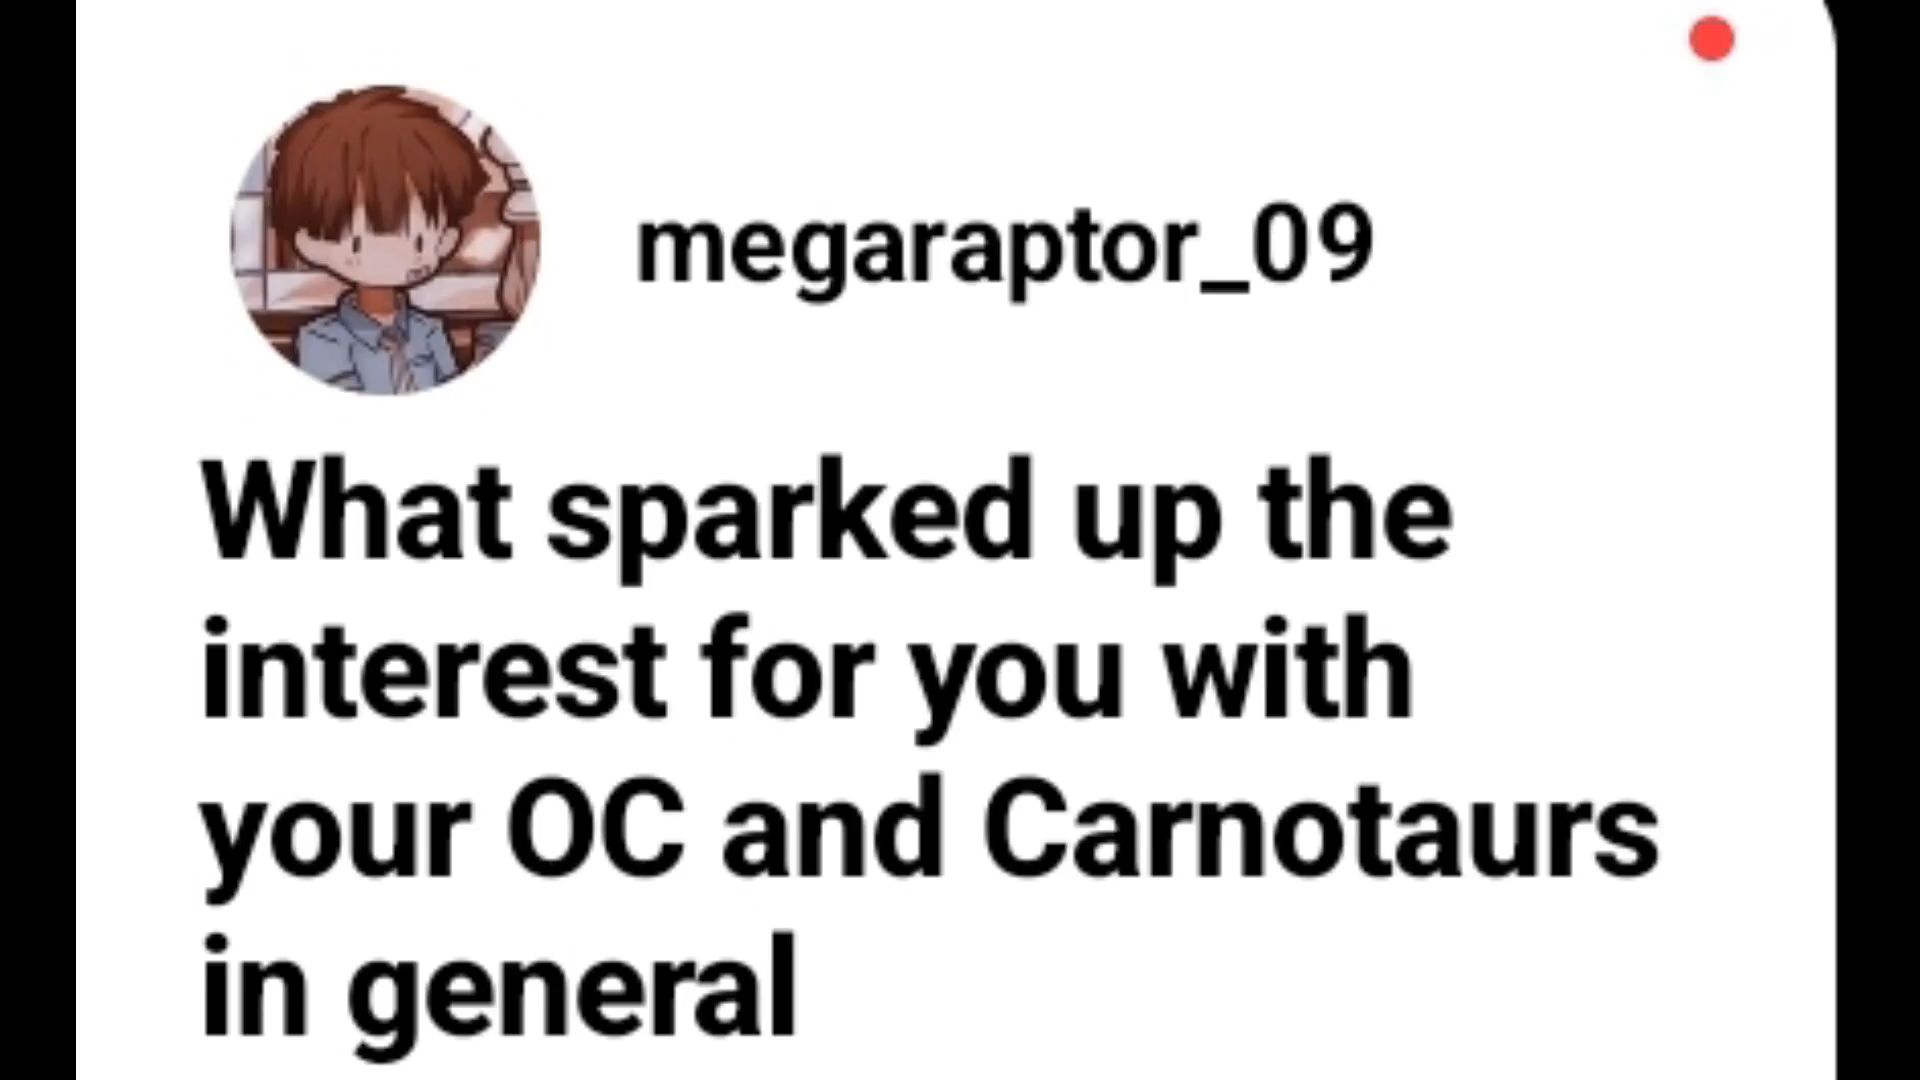 megaraptor_09
What sparked up the
interest for you with
your OC and Carnotaurs
in general